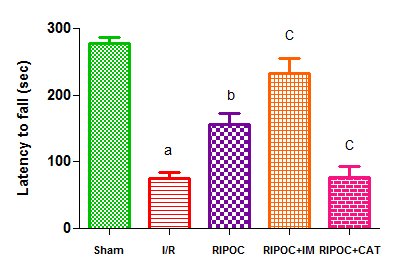 Latency to fall (sec)
300
200
100
0
a
b
C
C
Sham I/R RIPOC RIPOC+IM RIPOC+CAT